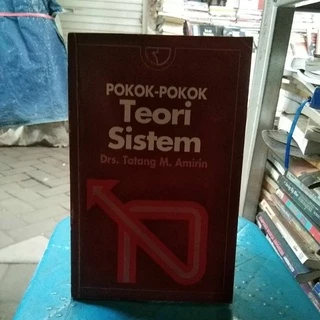 POKOK-POKOK
Teori
Sistem
Drs. Tatang M. Amirin